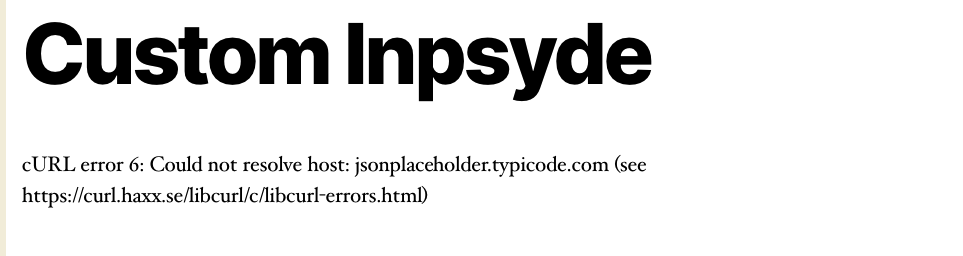 Custom Inpsyde
cURL error 6: Could not resolve host: jsonplaceholder.typicode.com (see
https://curl.haxx.se/libcurl/c/libcurl-errors.html)